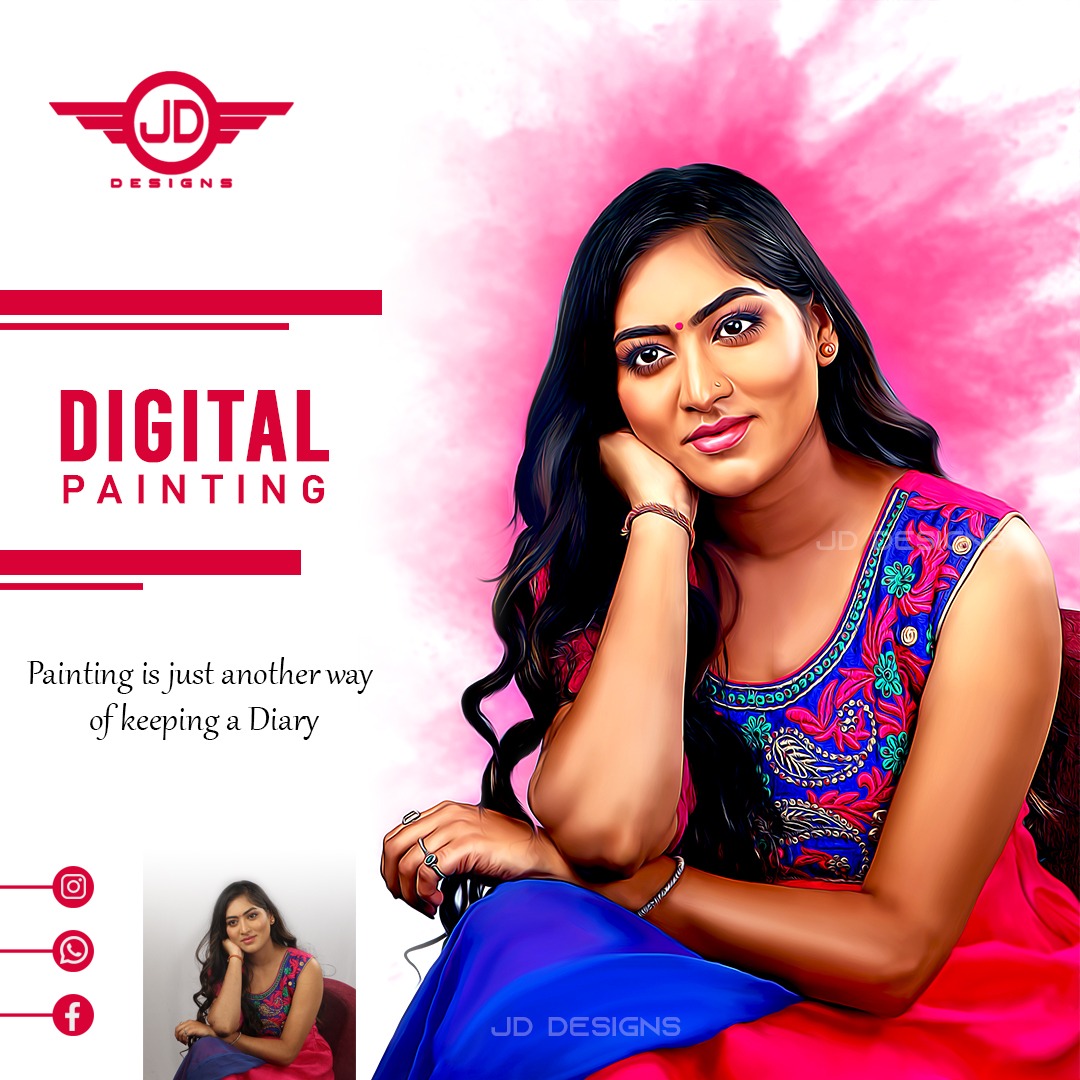 JD
DESIGNS
DIGITAL
PAINTING
Painting is just another way
of keeping a Diary
JD DESIGNS
JD DESIGNS